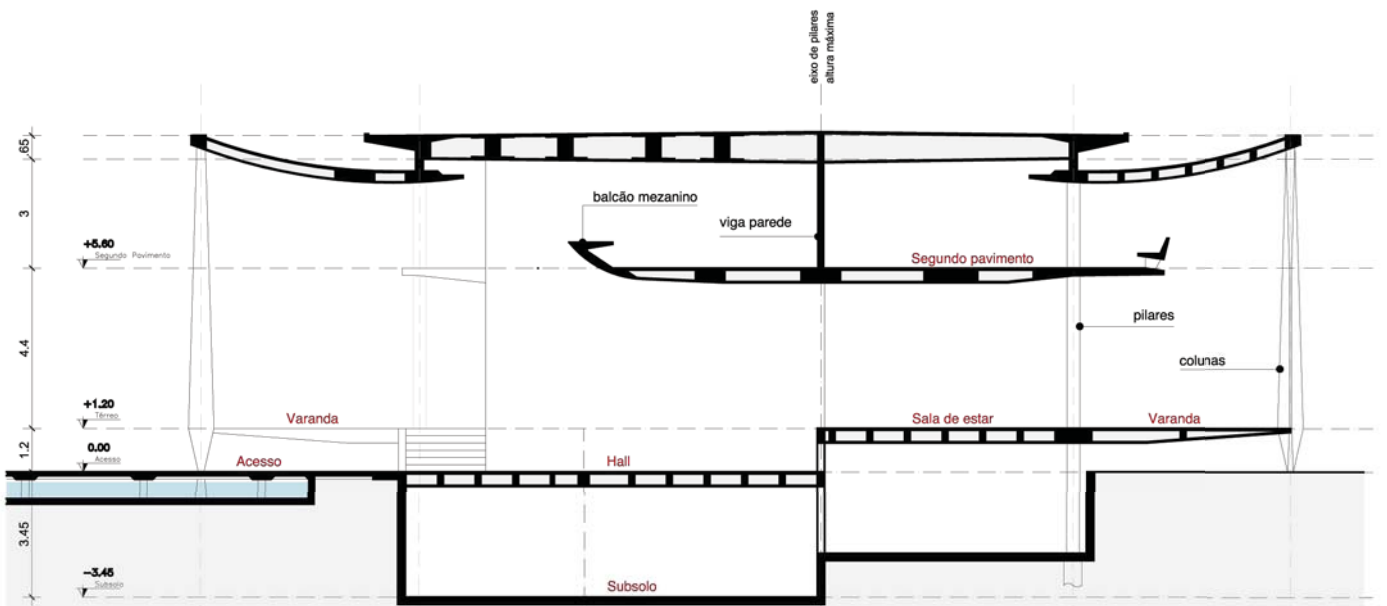 eixo de pilares
altura máxima
.65
3
balcão mezanino
viga parede
+5.60
Segundo Pavimento
Segundo pavimento
pilares
4.4
colunas
+1.20
Térreo
Varanda
Sala de estar
Varanda
1.2
0.00
Acesso
Acesso
Hall
3.45
-3.45
Subsolo
Subsolo